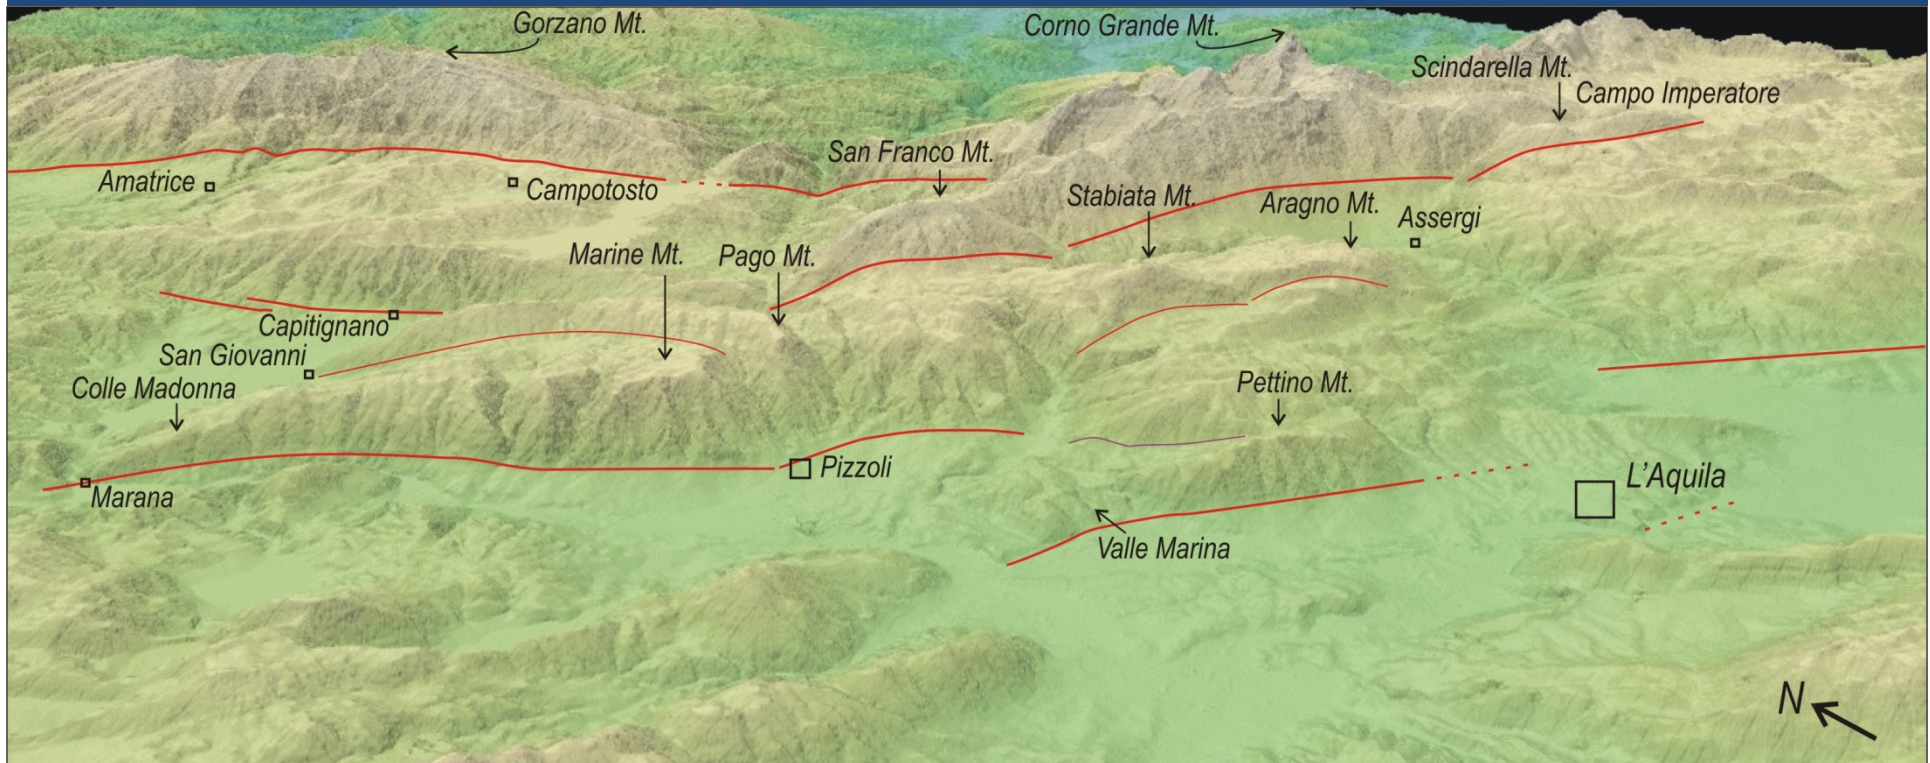 Gorzano Mt.
Corno Grande Mt.
Scindarella Mt.
Campo Imperatore
San Franco Mt.
Amatrice
Campotosto
Stabiata Mt.
Aragno Mt.
Assergi
Marine Mt.
Pago Mt.
Capitignano
San Giovanni
Colle Madonna
Pettino Mt.
Pizzoli
L'Aquila
Marana
Valle Marina
N